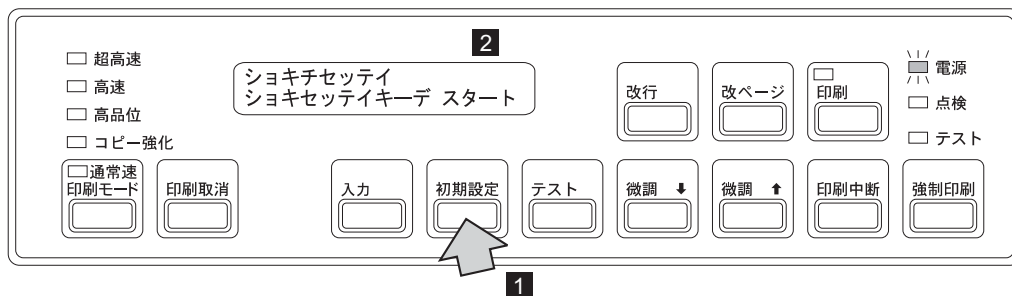 2
超高速
高速
高品位
コピー強化
ショキチセッテイ
ショキセッテイキーデ スタート
改行
改ページ
印刷
電源
点検
テスト
通常速
印刷モード
印刷取消
入力
初期設定
テスト
微調 ⬇
微調 ⬆
印刷中断
強制印刷
1